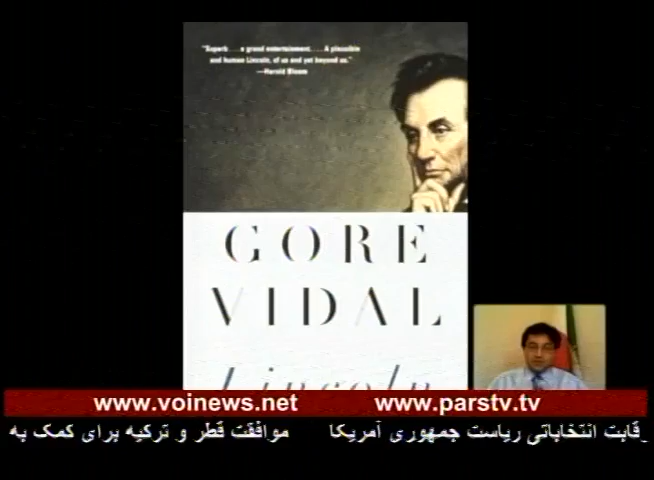 "Superb . . . a grand entertainment. . . . A plausible
and human Lincoln, of us and yet beyond us."
—Harold Bloom
GORE
VIDAL
Lincoln
www.voinews.net www.parstv.tv
رقابت انتخاباتی ریاست جمهوری آمریکا موافقت قطر و ترکیه برای کمک به